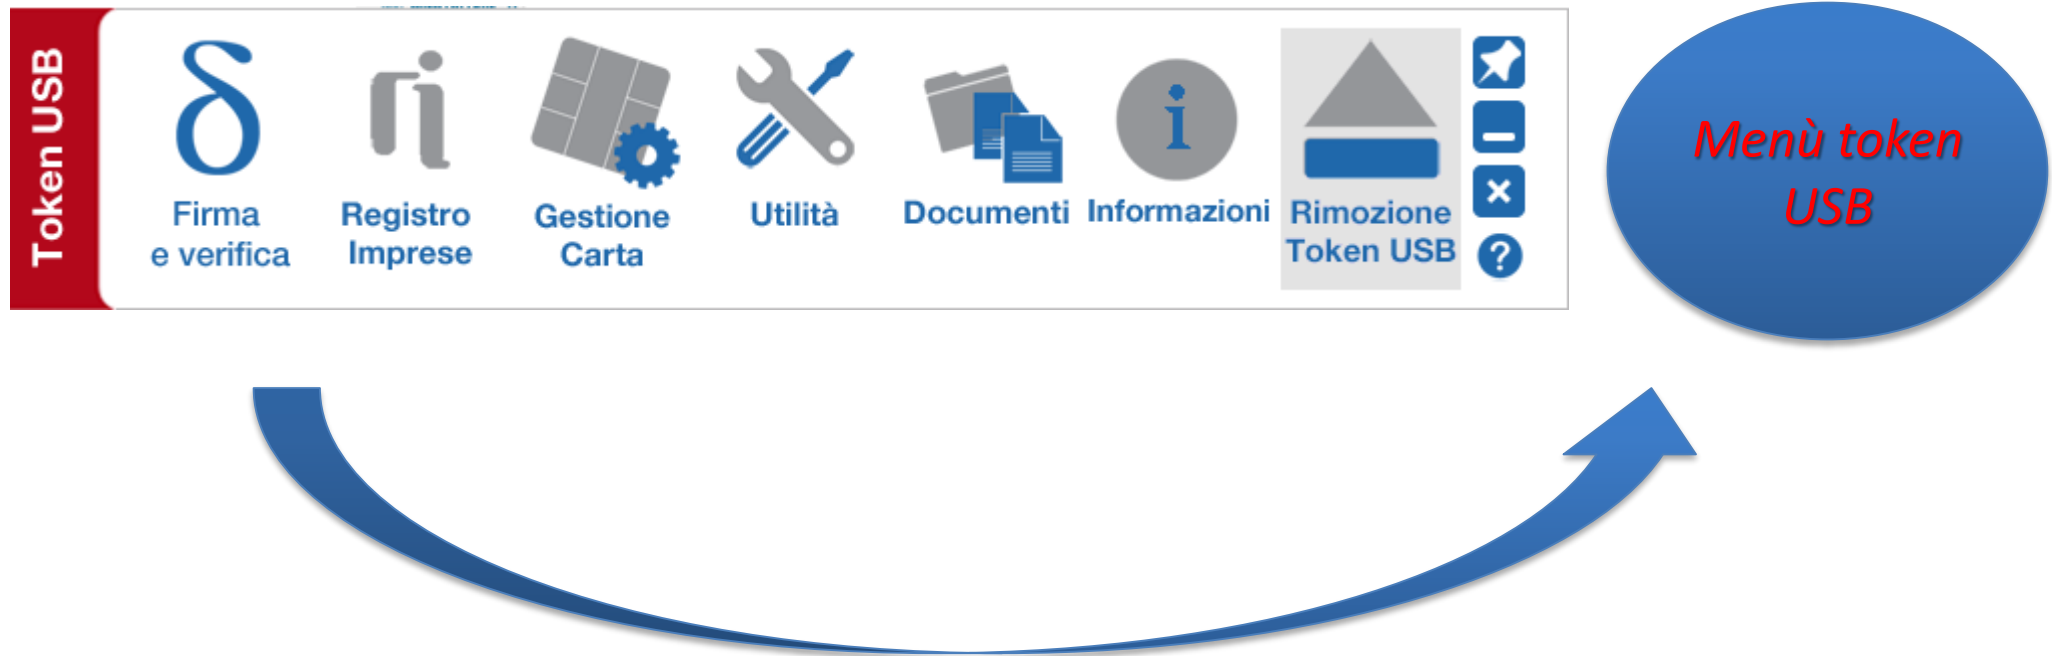 Token USB
Firma
e verifica
Registro
Imprese
Gestione
Carta
Utilità
Documenti
Informazioni
Rimozione
Token USB
Menù token
USB